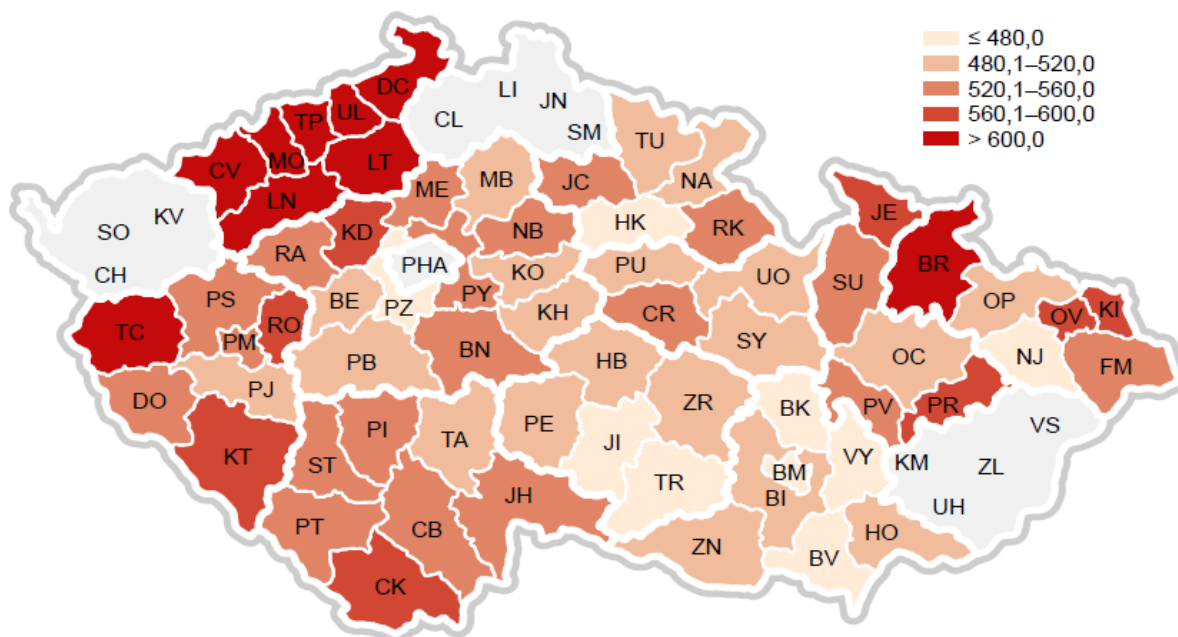 ≤ 480,0
480,1–520,0
520,1–560,0
560,1–600,0
> 600,0
DC
LI
JN
CL
SM
TP
UL
TU
MO
LT
CV
ME
MB
JC
NA
LN
KV
SO
KD
NB
HK
RK
JE
CH
RA
PHA
KO
PU
UO
SU
BR
PS
BE
PZ
PY
KH
CR
OP
TC
RO
PM
OV
KI
BN
SY
OC
NJ
PB
HB
FM
DO
PJ
ZR
BK
PV
PR
KT
ST
PI
TA
PE
JI
VS
TR
BM
VY
KM
ZL
BI
JH
UH
PT
CB
ZN
HO
BV
CK